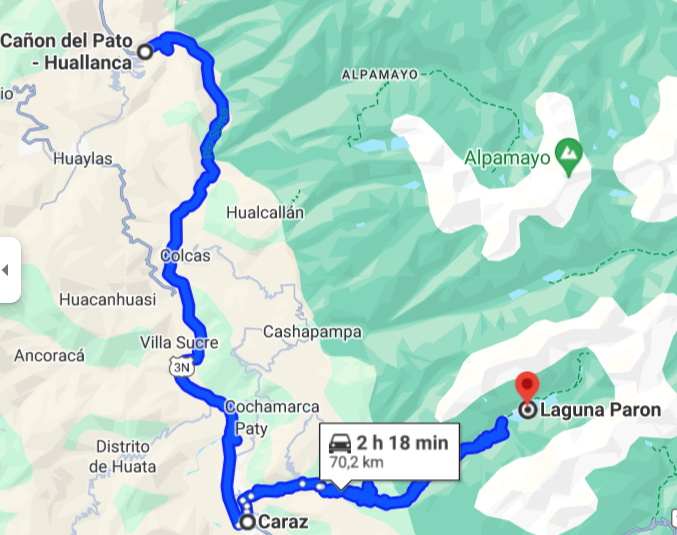 Cañon del Pato
- Huallanca
ALPAMAYO
io
Huaylas
Alpamayo
Hualcallán
Colcas
Huacanhuasi
Cashapampa
Villa Sucre
Ancoracá
3N
Laguna Paron
Cochamarca
Paty
Distrito
de Huata
2 h 18 min
70,2 km
Caraz